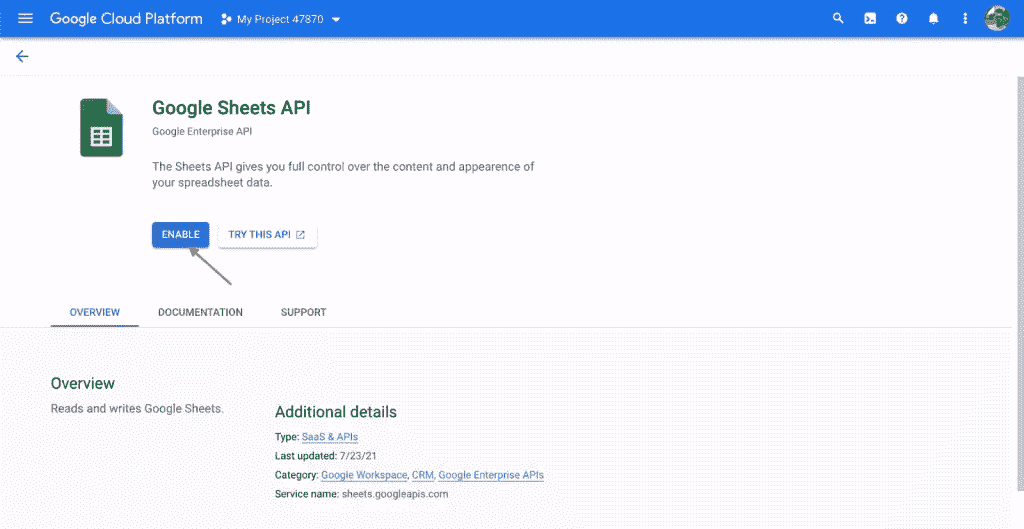 Google Cloud Platform
My Project 47870
Google Sheets API
Google Enterprise API
The Sheets API gives you full control over the content and appearence of
your spreadsheet data.
ENABLE
TRY THIS API
OVERVIEW
DOCUMENTATION
SUPPORT
Overview
Reads and writes Google Sheets.
Additional details
Type: SaaS & APIs
Last updated: 7/23/21
Category: Google Workspace, CRM, Google Enterprise APIs
Service name: sheets.googleapis.com